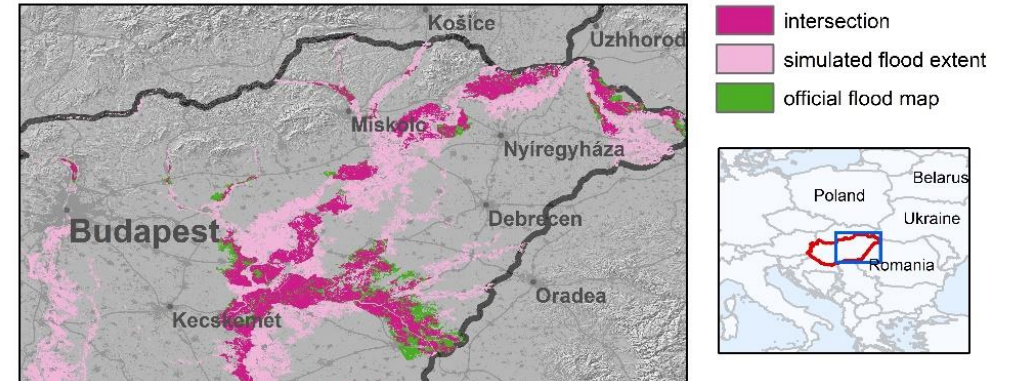 Košice
Uzhhorod
Miskolc
Nyíregyháza
Debrecen
Budapest
Oradea
Kecskemét
intersection
simulated flood extent
official flood map
Belarus
Poland
Ukraine
Romania